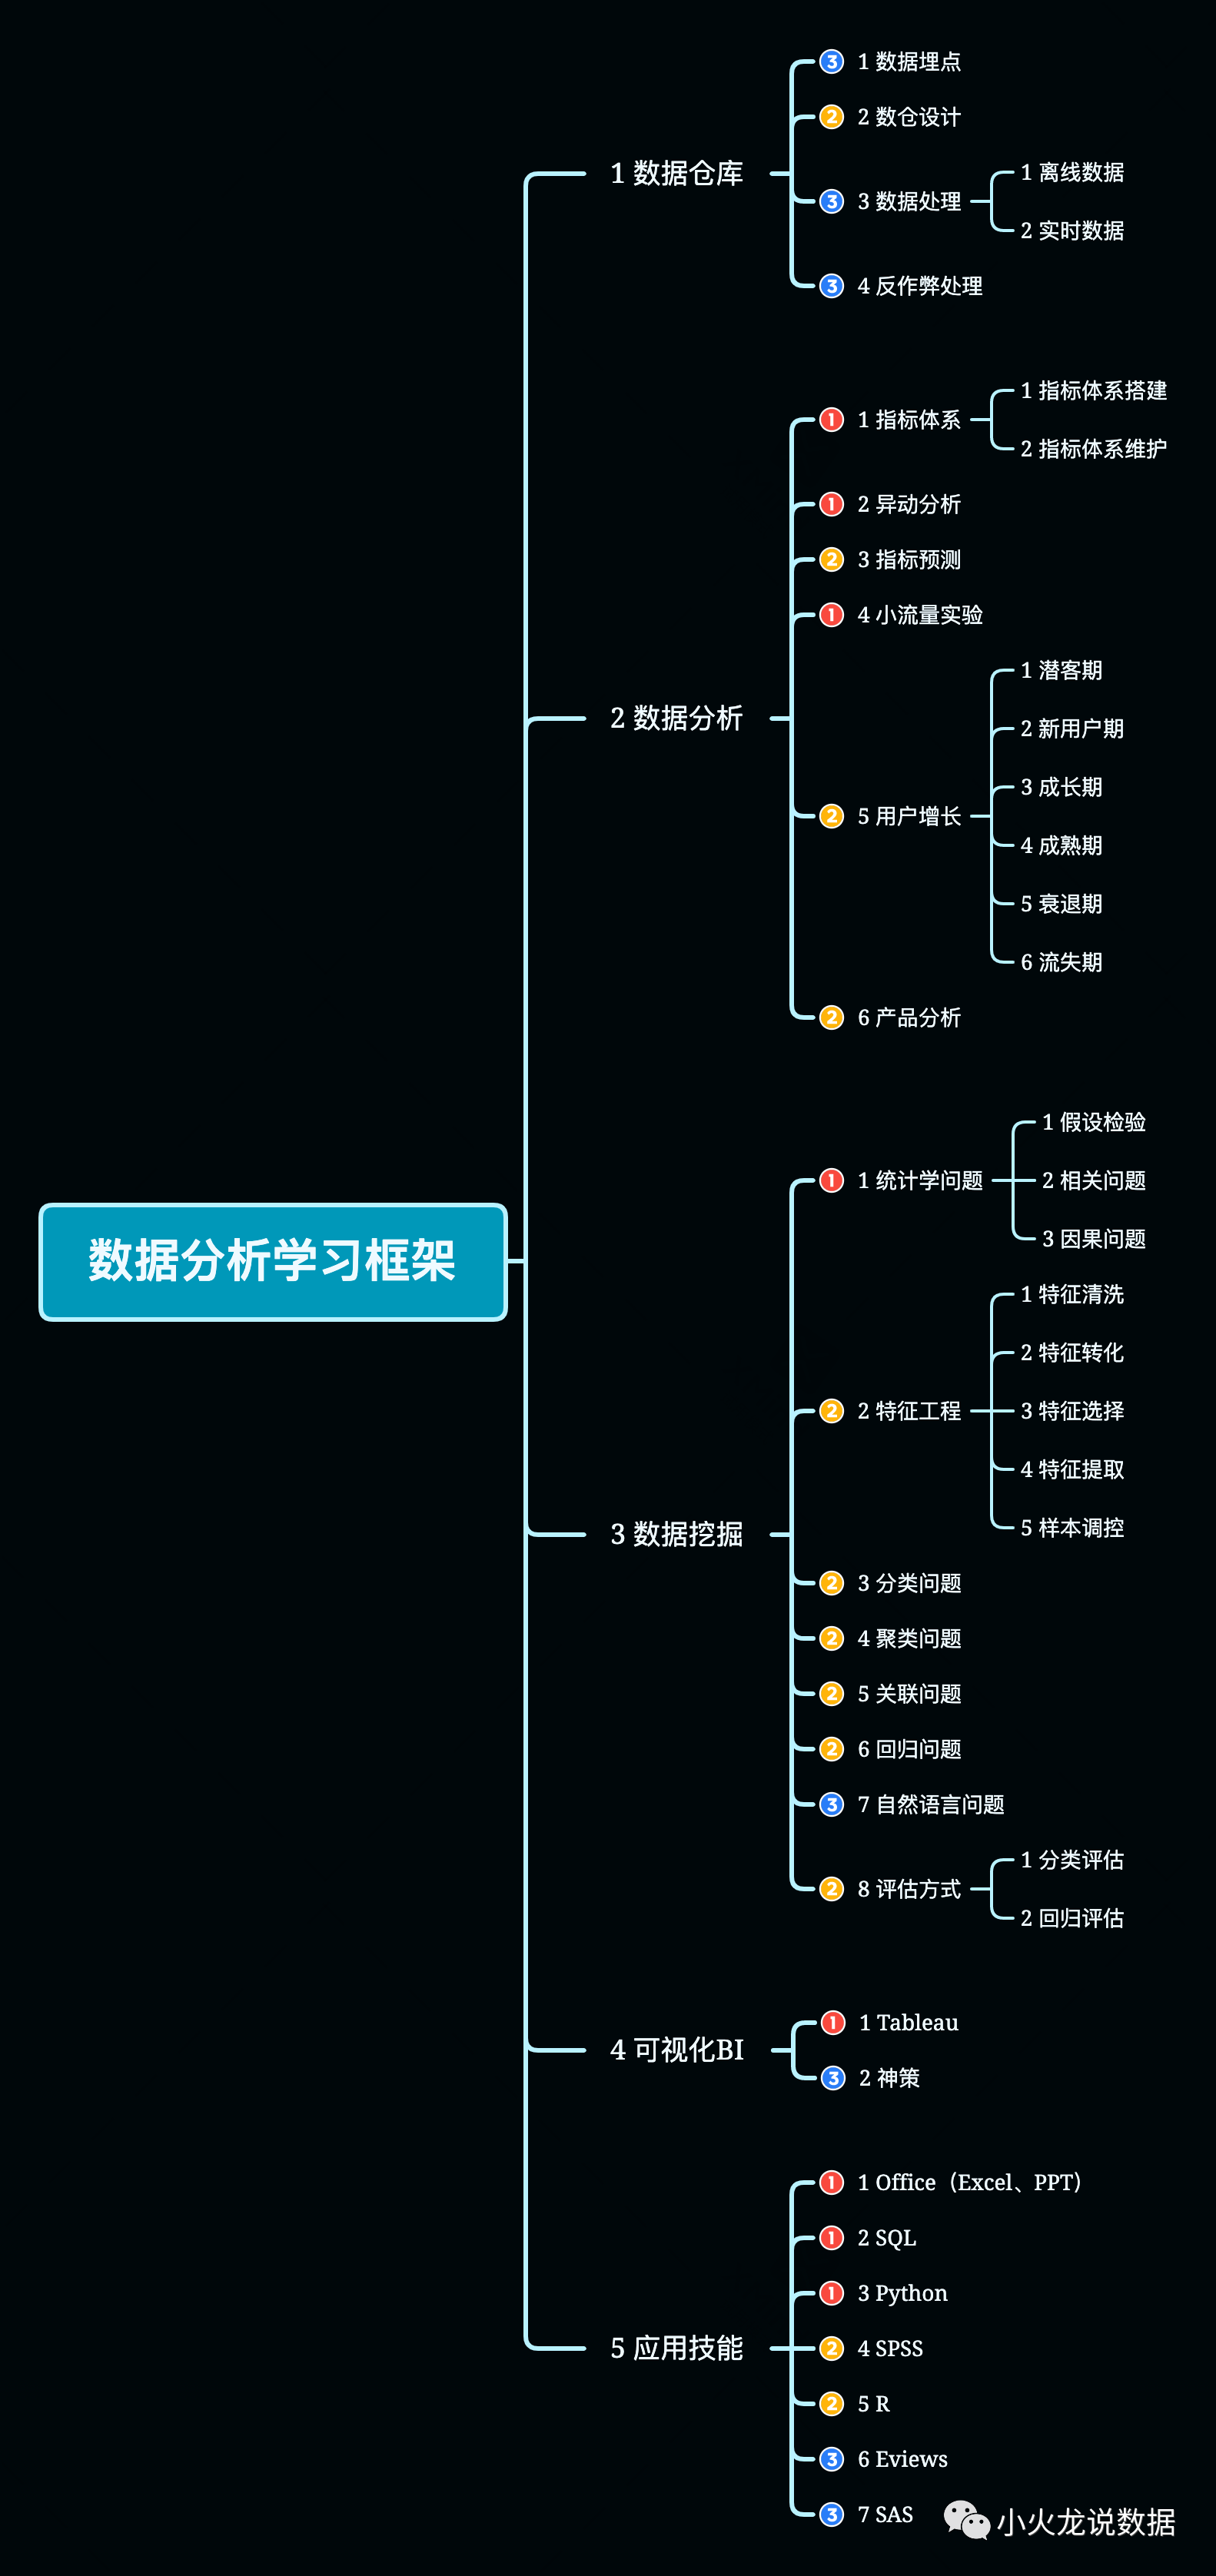 数据分析学习框架
1 数据仓库
③ 1 数据埋点
② 2 数仓设计
③ 3 数据处理
1 离线数据
2 实时数据
③ 4 反作弊处理
2 数据分析
① 1 指标体系
1 指标体系搭建
2 指标体系维护
① 2 异动分析
② 3 指标预测
① 4 小流量实验
② 5 用户增长
1 潜客期
2 新用户期
3 成长期
4 成熟期
5 衰退期
6 流失期
② 6 产品分析
3 数据挖掘
① 1 统计学问题
1 假设检验
2 相关问题
3 因果问题
② 2 特征工程
1 特征清洗
2 特征转化
3 特征选择
4 特征提取
5 样本调控
② 3 分类问题
② 4 聚类问题
② 5 关联问题
② 6 回归问题
③ 7 自然语言问题
② 8 评估方式
1 分类评估
2 回归评估
4 可视化BI
① 1 Tableau
③ 2 神策
5 应用技能
① 1 Office（Excel、PPT）
① 2 SQL
① 3 Python
② 4 SPSS
② 5 R
③ 6 Eviews
③ 7 SAS
小火龙说数据